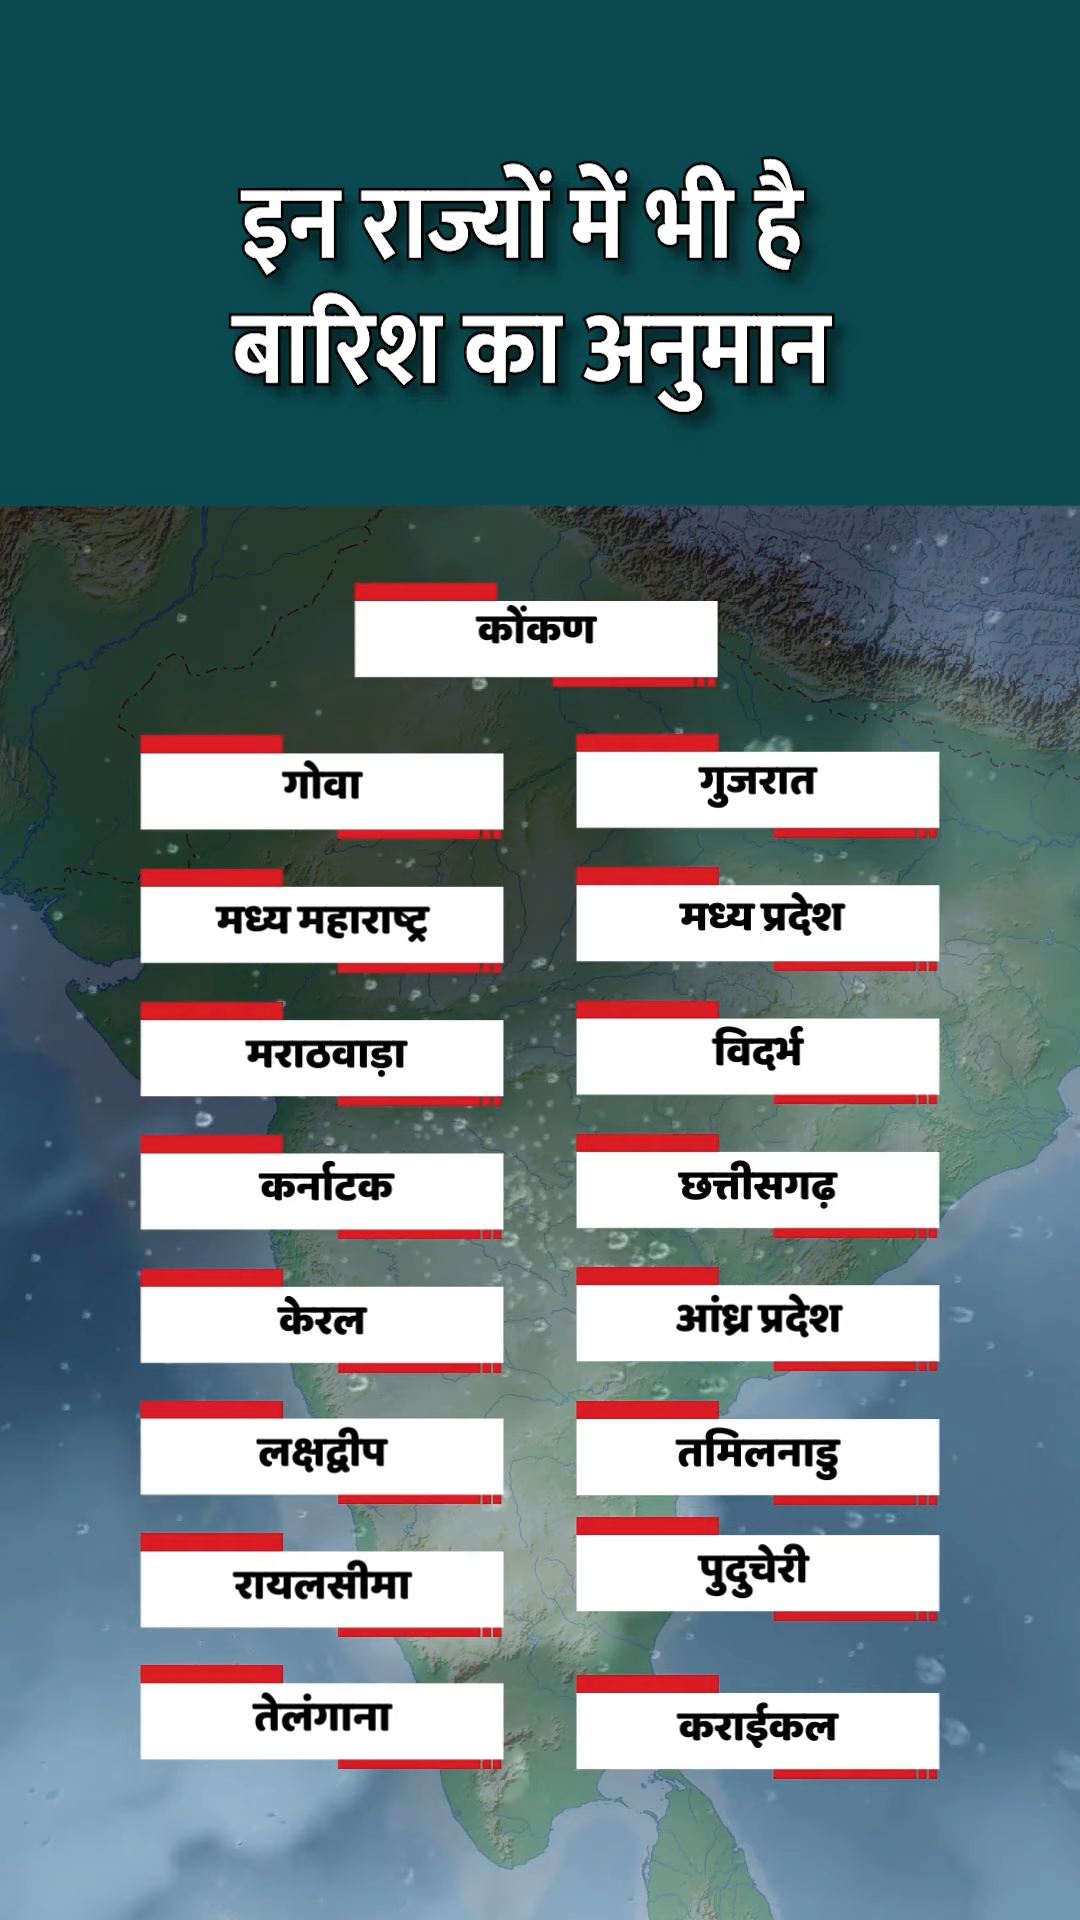 इन राज्यों में भी है
बारिश का अनुमान
कोंकण
गोवा
गुजरात
मध्य महाराष्ट्र
मध्य प्रदेश
मराठवाड़ा
विदर्भ
कर्नाटक
छत्तीसगढ़
केरल
आंध्र प्रदेश
लक्षद्वीप
तमिलनाडु
रायलसीमा
पुदुचेरी
तेलंगाना
कराईकल